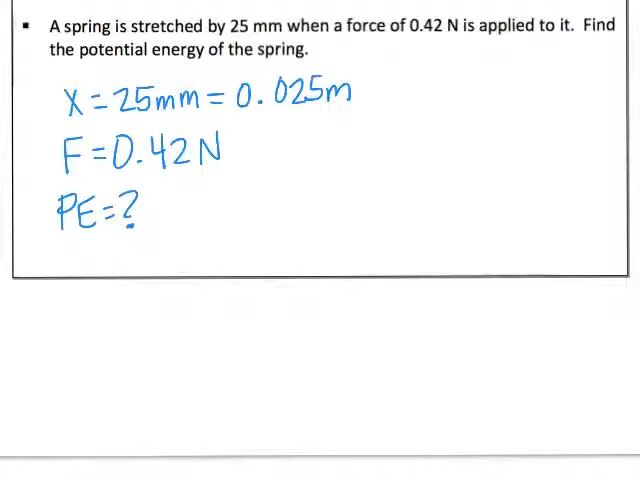 ▪ A spring is stretched by 25 mm when a force of 0.42 N is applied to it. Find
the potential energy of the spring.
X = 25mm = 0.025m
F = 0.42 N
PE = ?